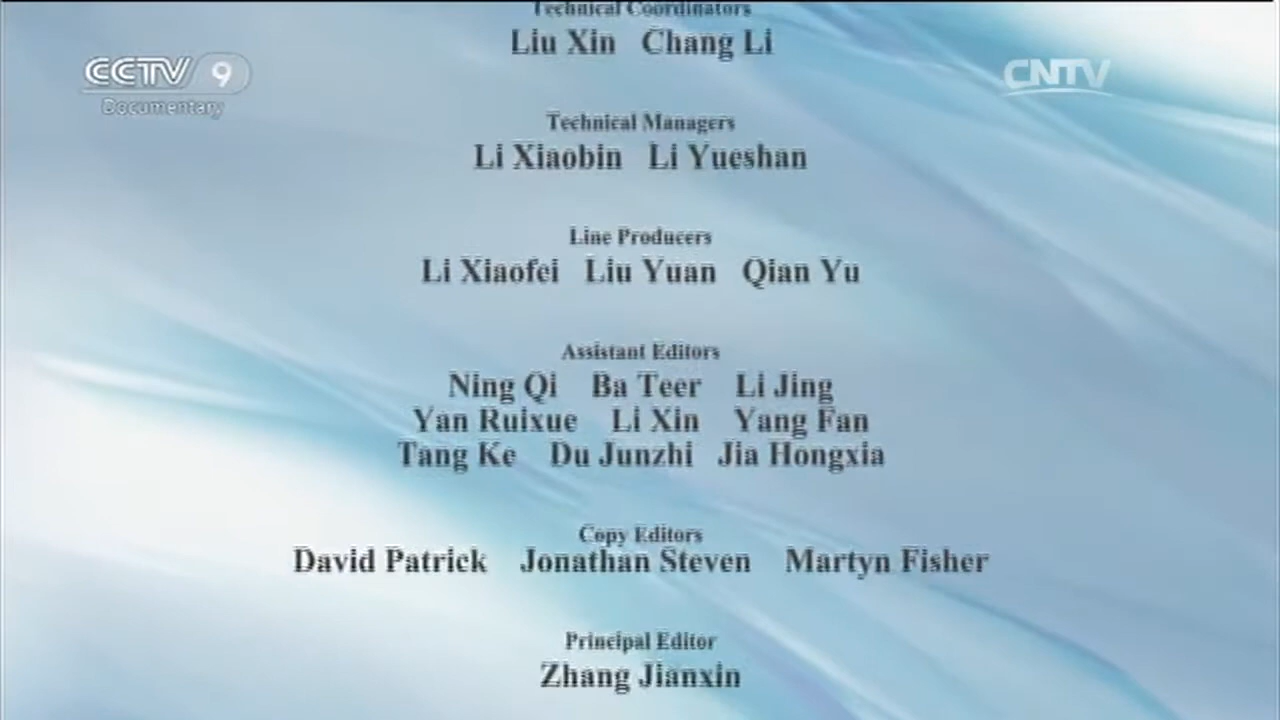 Technical Coordinators
Liu Xin Chang Li
CCTV 9
Documentary
CNTV
Technical Managers
Li Xiaobin Li Yueshan
Line Producers
Li Xiaofei Liu Yuan Qian Yu
Assistant Editors
Ning Qi Ba Teer Li Jing
Yan Ruixue Li Xin Yang Fan
Tang Ke Du Junzhi Jia Hongxia
Copy Editors
David Patrick Jonathan Steven Martyn Fisher
Principal Editor
Zhang Jianxin